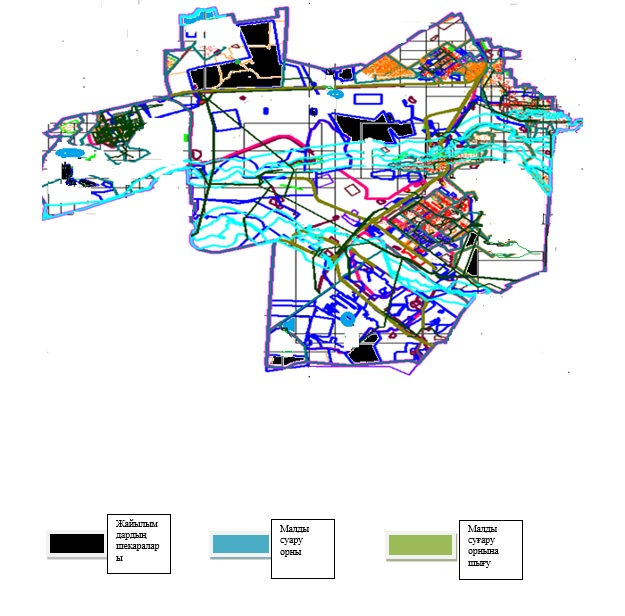 Жайылым
дардың
шекаралар
ы
Малды
суару
орны
Малды
суғару
орнына
шығу